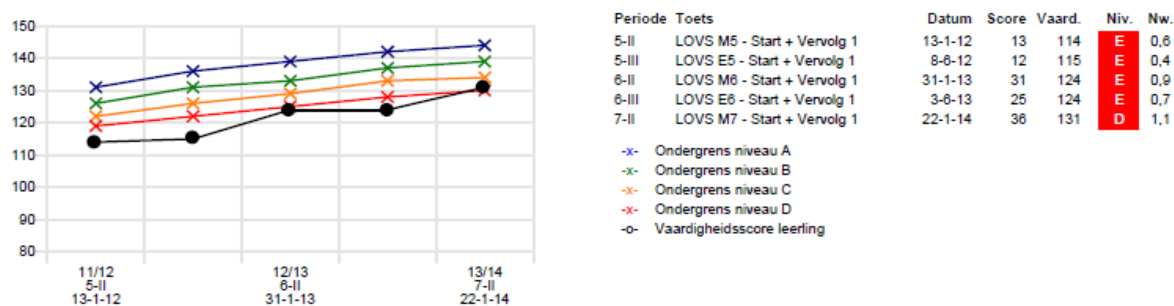 150
140
130
120
110
100
90
80
11/12
5-II
13-1-12
12/13
6-II
31-1-13
13/14
7-II
22-1-14
Periode Toets Datum Score Vaard. Niv. Nw.
5-II LOVS M5 - Start + Vervolg 1 13-1-12 13 114 E 0,6
5-III LOVS E5 - Start + Vervolg 1 8-6-12 12 115 E 0,4
6-II LOVS M6 - Start + Vervolg 1 31-1-13 31 124 E 0,9
6-III LOVS E6 - Start + Vervolg 1 3-6-13 25 124 E 0,7
7-II LOVS M7 - Start + Vervolg 1 22-1-14 36 131 D 1,1
-x- Ondergrens niveau A
-x- Ondergrens niveau B
-x- Ondergrens niveau C
-x- Ondergrens niveau D
-o- Vaardigheidsscore leerling